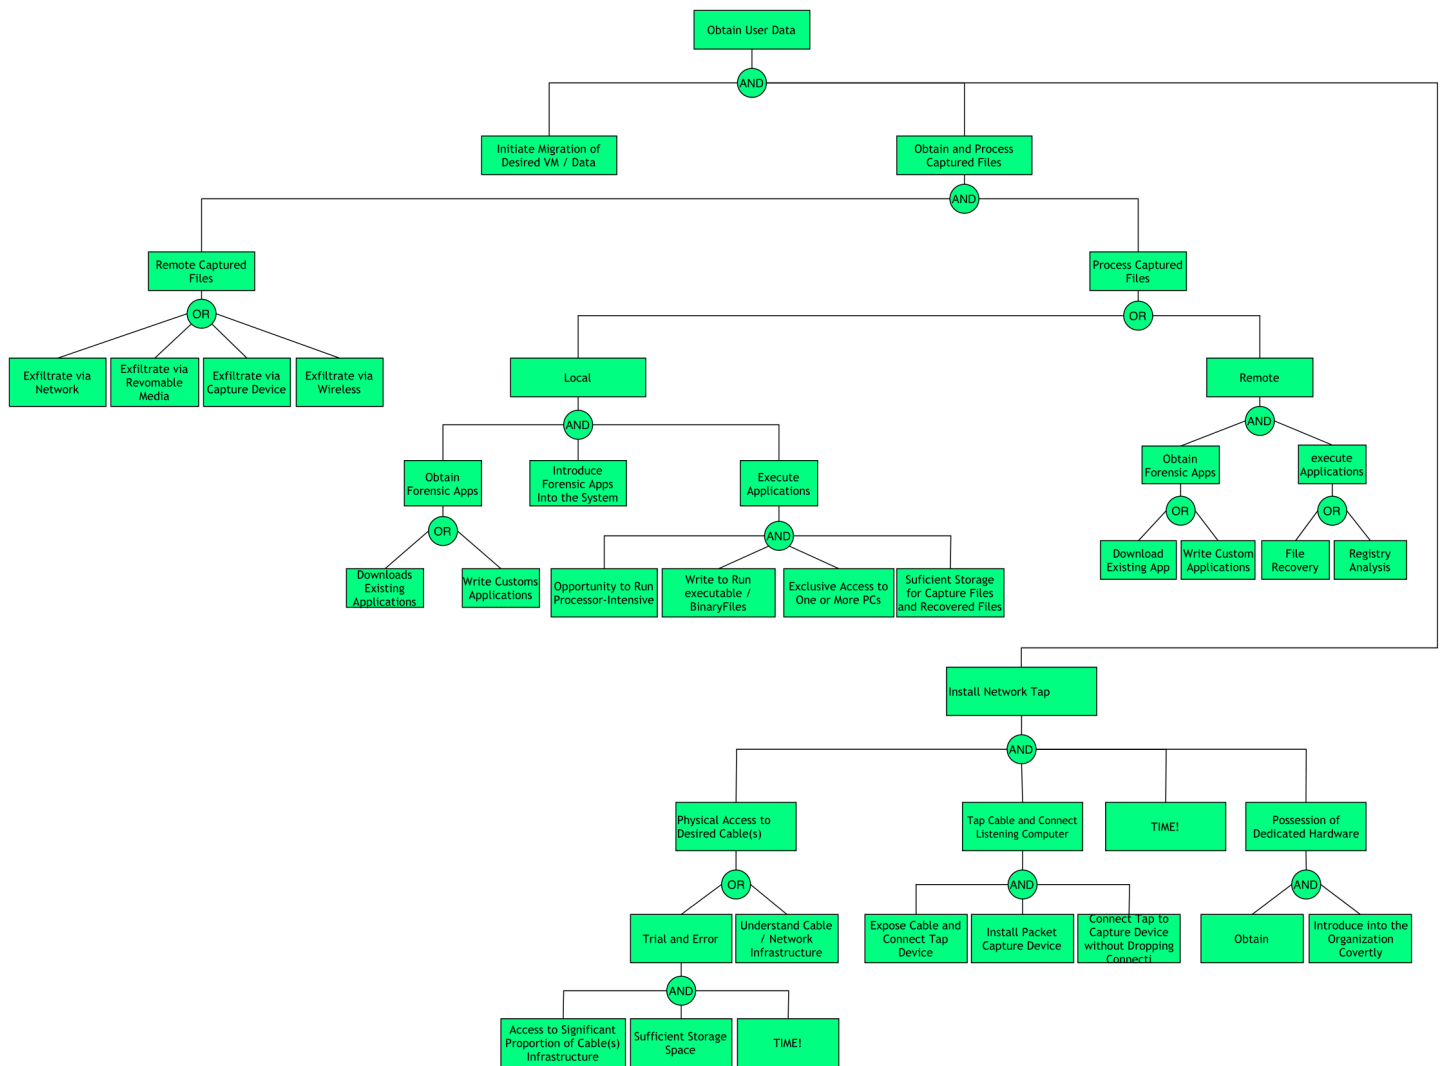 Obtain User Data
AND
Initiate Migration of
Desired VM / Data
Obtain and Process
Captured Files
AND
Remote Captured
Files
Process Captured
Files
OR
OR
Exfiltrate via
Network
Exfiltrate via
Revomable
Media
Exfiltrate via
Capture Device
Exfiltrate via
Wireless
Local
Remote
AND
AND
Obtain
Forensic Apps
Introduce
Forensic Apps
Into the System
Execute
Applications
Obtain
Forensic Apps
execute
Applications
OR
AND
OR
OR
Downloads
Existing
Applications
Write Customs
Applications
Opportunity to Run
Processor-Intensive
Write to Run
executable /
BinaryFiles
Exclusive Access to
One or More PCs
Suficient Storage
for Capture Files
and Recovered Files
Download
Existing App
Write Custom
Applications
File
Recovery
Registry
Analysis
Install Network Tap
AND
Physical Access to
Desired Cable(s)
Tap Cable and Connect
Listening Computer
TIME!
Possession of
Dedicated Hardware
OR
AND
AND
Trial and Error
Understand Cable
/ Network
Infrastructure
Expose Cable and
Connect Tap
Device
Install Packet
Capture Device
Connect Tap to
Capture Device
without Dropping
Connecti
Obtain
Introduce into the
Organization
Covertly
AND
Access to Significant
Proportion of Cable(s)
Infrastructure
Sufficient Storage
Space
TIME!